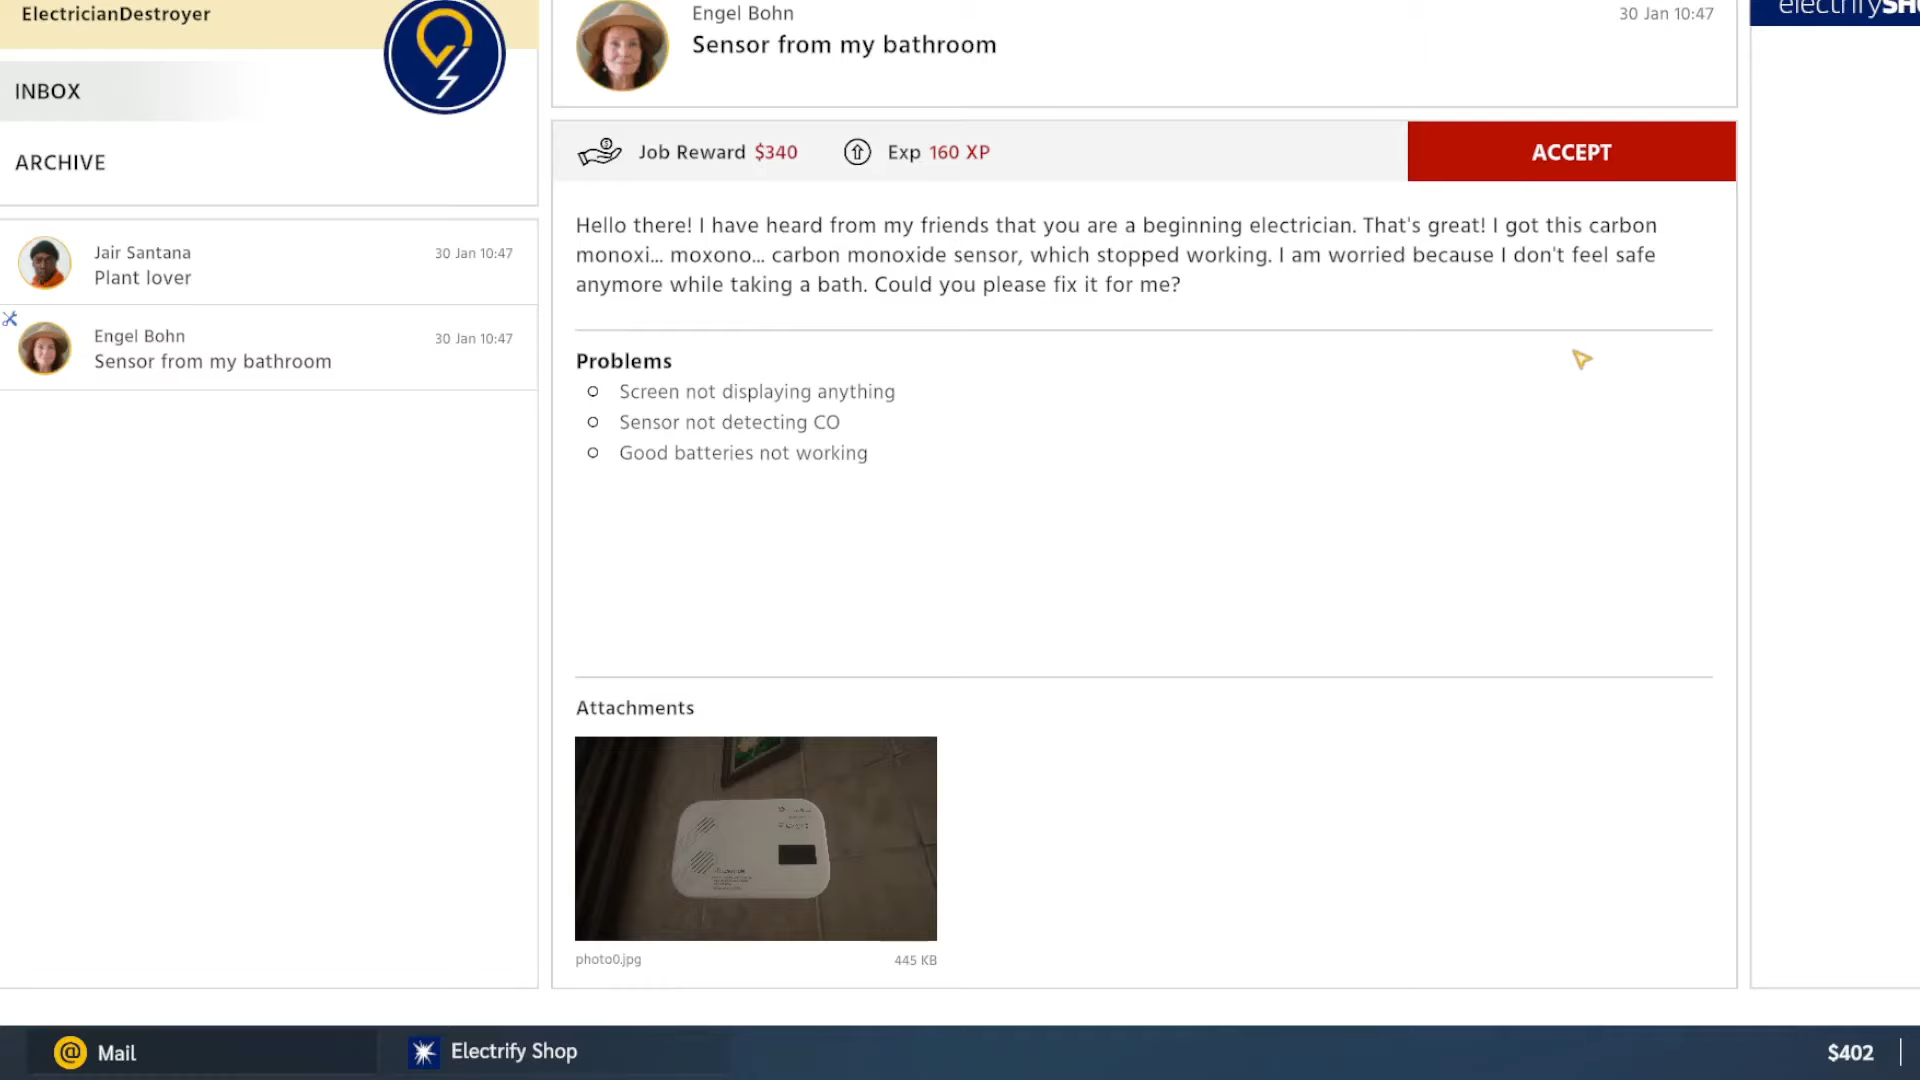 ElectricianDestroyer
INBOX
ARCHIVE
Jair Santana
30 Jan 10:47
Plant lover
Engel Bohn
30 Jan 10:47
Sensor from my bathroom
Engel Bohn
30 Jan 10:47
Sensor from my bathroom
Job Reward $340
Exp 160 XP
ACCEPT
Hello there! I have heard from my friends that you are a beginning electrician. That's great! I got this carbon
monoxi... moxono... carbon monoxide sensor, which stopped working. I am worried because I don't feel safe
anymore while taking a bath. Could you please fix it for me?
Problems
Screen not displaying anything
Sensor not detecting CO
Good batteries not working
Attachments
photo0.jpg
445 KB
@ Mail
Electrify Shop
$402